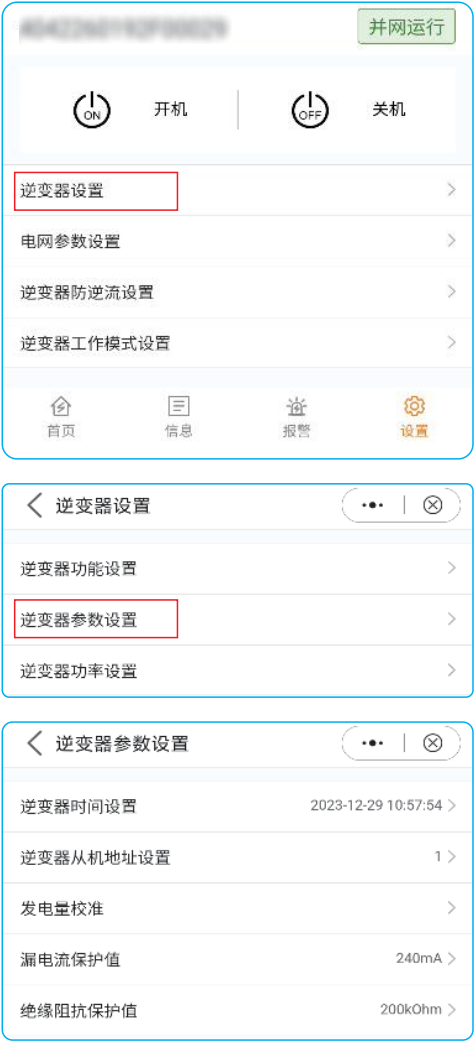 并网运行
ON 开机 OFF 关机
逆变器设置
电网参数设置
逆变器防逆流设置
逆变器工作模式设置
首页 信息 报警 设置
逆变器设置
逆变器功能设置
逆变器参数设置
逆变器功率设置
逆变器参数设置
逆变器时间设置 2023-12-29 10:57:54
逆变器从机地址设置 1
发电量校准
漏电流保护值 240mA
绝缘阻抗保护值 200kOhm